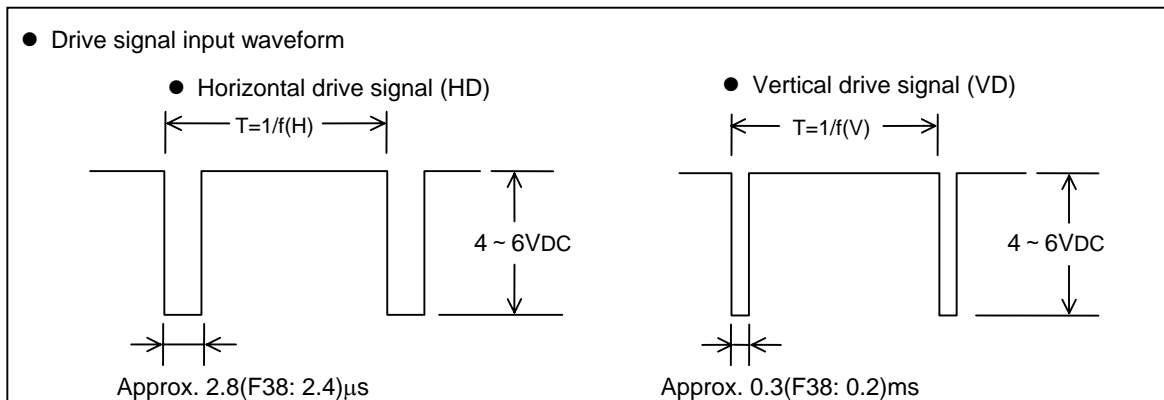 ● Drive signal input waveform
● Horizontal drive signal (HD)
T=1/f(H)
4 ~ 6VDC
Approx. 2.8(F38: 2.4)μs
● Vertical drive signal (VD)
T=1/f(V)
4 ~ 6VDC
Approx. 0.3(F38: 0.2)ms